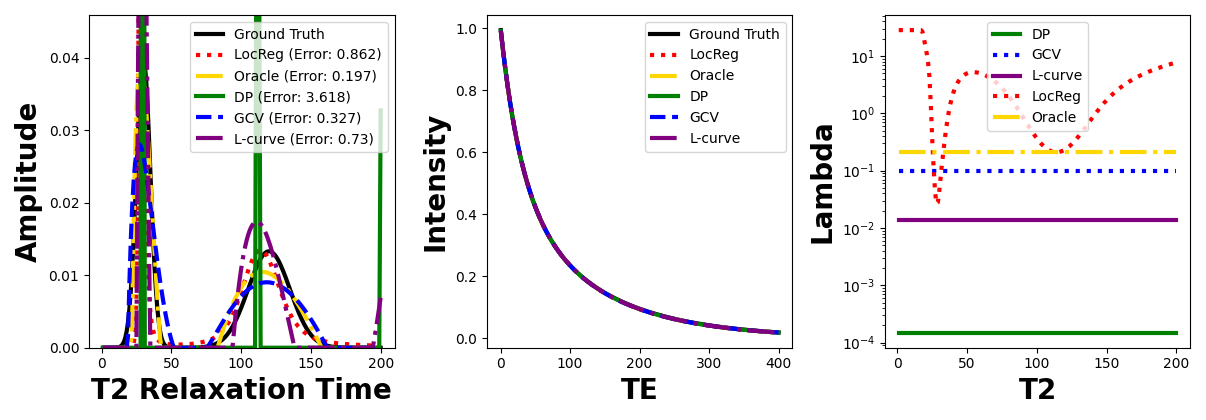 Amplitude
0.04
0.03
0.02
0.01
0.00
0
50
100
150
200
T2 Relaxation Time
Ground Truth
LocReg (Error: 0.862)
Oracle (Error: 0.197)
DP (Error: 3.618)
GCV (Error: 0.327)
L-curve (Error: 0.73)
Intensity
1.0
0.8
0.6
0.4
0.2
0.0
0
100
200
300
400
TE
Ground Truth
LocReg
Oracle
DP
GCV
L-curve
Lambda
10¹
10⁰
10⁻¹
10⁻²
10⁻³
10⁻⁴
0
50
100
150
200
T2
DP
GCV
L-curve
LocReg
Oracle